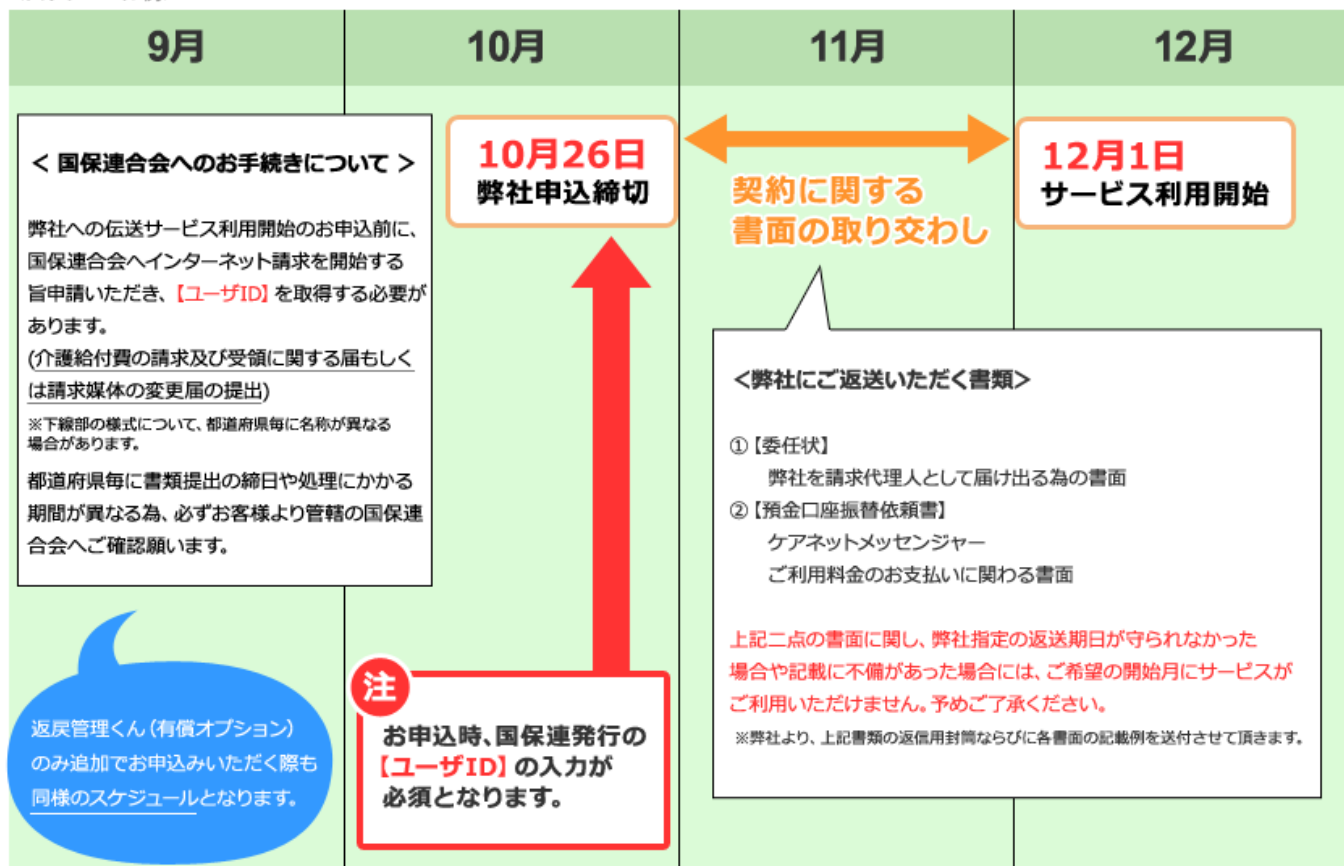 9月
10月
11月
12月
< 国保連合会へのお手続きについて >
弊社への伝送サービス利用開始のお申込前に、
国保連合会へインターネット請求を開始する
旨申請いただき、【ユーザID】を取得する必要が
あります。
(介護給付費の請求及び受領に関する届もしく
は請求媒体の変更届の提出)
※下線部の様式について、都道府県毎に名称が異なる
場合があります。
都道府県毎に書類提出の締日や処理にかかる
期間が異なる為、必ずお客様より管轄の国保連
合会へご確認願います。
返戻管理くん(有償オプション)
のみ追加でお申込みいただく際も
同様のスケジュールとなります。
10月26日
弊社申込締切
注
お申込時、国保連発行の
【ユーザID】の入力が
必須となります。
契約に関する
書面の取り交わし
12月1日
サービス利用開始
<弊社にご返送いただく書類>
①【委任状】
弊社を請求代理人として届け出る為の書面
②【預金口座振替依頼書】
ケアネットメッセンジャー
ご利用料金のお支払いに関わる書面
上記二点の書面に関し、弊社指定の返送期日が守られなかった
場合や記載に不備があった場合には、ご希望の開始月にサービスが
ご利用いただけません。予めご了承ください。
※弊社より、上記書類の返信用封筒ならびに各書面の記載例を送付させて頂きます。